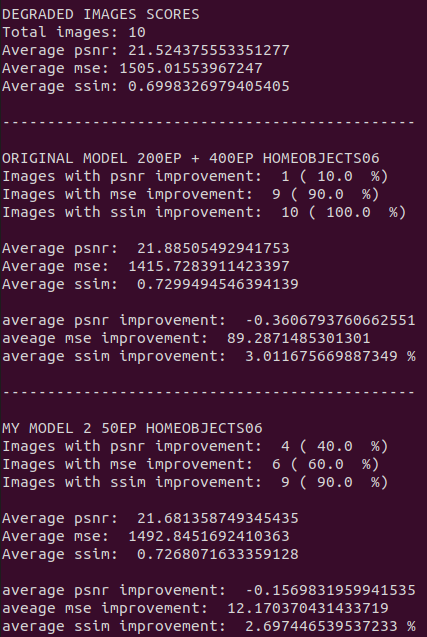 DEGRADED IMAGES SCORES
Total images: 10
Average psnr: 21.524375553351277
Average mse: 1505.01553967247
Average ssim: 0.6998326979405405
----------------------------------------------
ORIGINAL MODEL 200EP + 400EP HOMEOBJECTS06
Images with psnr improvement:  1 ( 10.0  %)
Images with mse improvement:  9 ( 90.0  %)
Images with ssim improvement:  10 ( 100.0  %)
Average psnr:  21.88505492941753
Average mse:  1415.7283911423397
Average ssim:  0.7299494546394139
average psnr improvement:  -0.3606793760662551
aveage mse improvement:  89.2871485301301
average ssim improvement:  3.011675669887349 %
----------------------------------------------
MY MODEL 2 50EP HOMEOBJECTS06
Images with psnr improvement:  4 ( 40.0  %)
Images with mse improvement:  6 ( 60.0  %)
Images with ssim improvement:  9 ( 90.0  %)
Average psnr:  21.681358749345435
Average mse:  1492.8451692410363
Average ssim:  0.7268071633359128
average psnr improvement:  -0.1569831959941535
aveage mse improvement:  12.170370431433719
average ssim improvement:  2.697446539537233 %